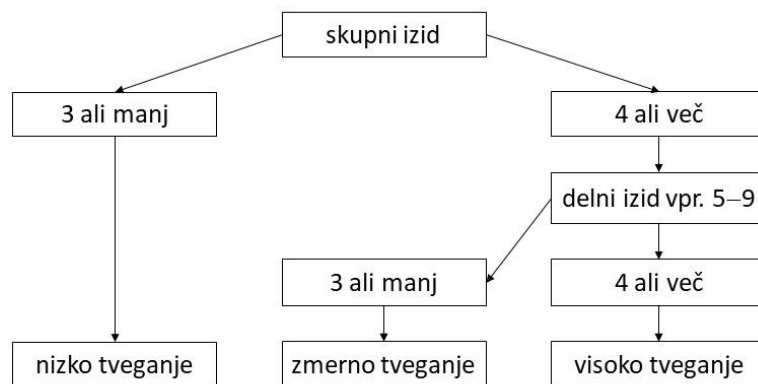 skupni izid
3 ali manj
4 ali več
delni izid vpr. 5–9
3 ali manj
4 ali več
nizko tveganje
zmerno tveganje
visoko tveganje